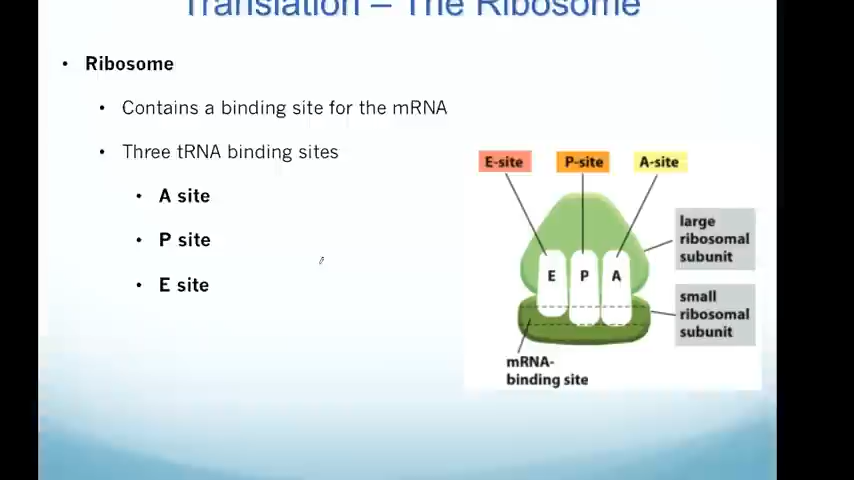 Translation – The Ribosome
• Ribosome
• Contains a binding site for the mRNA
• Three tRNA binding sites
• A site
• P site
• E site
E-site P-site A-site
large
ribosomal
subunit
E P A
small
ribosomal
subunit
mRNA-
binding site